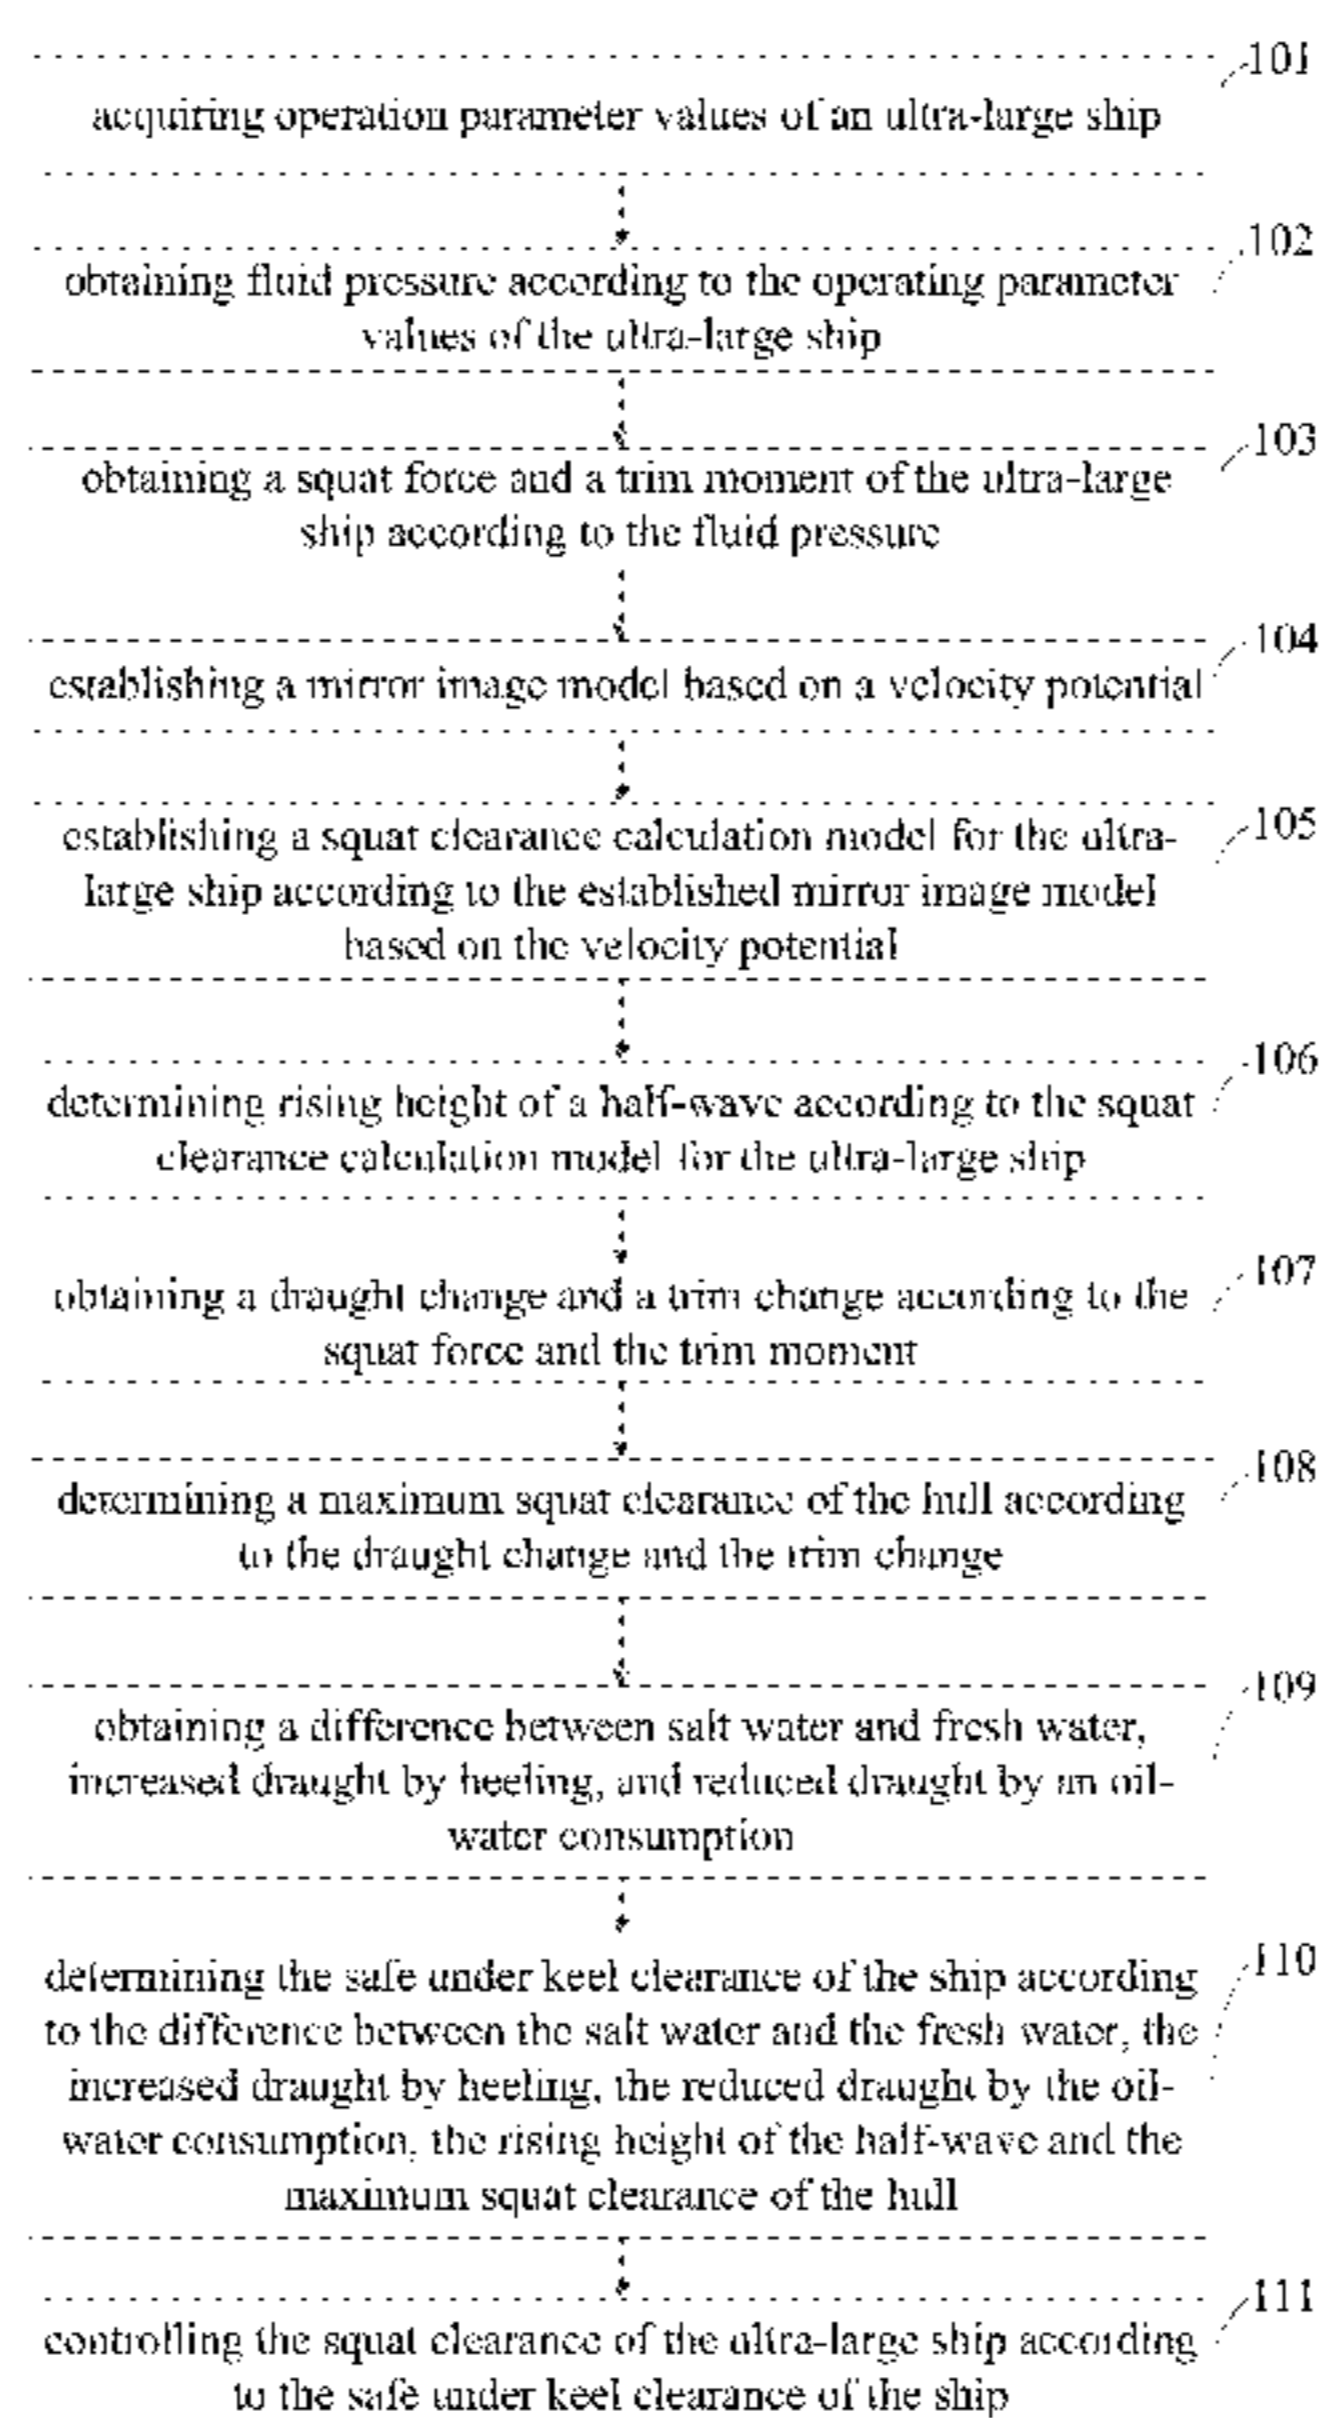 101
acquiring operation parameter values of an ultra-large ship
102
obtaining fluid pressure according to the operating parameter
values of the ultra-large ship
103
obtaining a squat force and a trim moment of the ultra-large
ship according to the fluid pressure
104
establishing a mirror image model based on a velocity potential
105
establishing a squat clearance calculation model for the ultra-
large ship according to the established mirror image model
based on the velocity potential
106
determining rising height of a half-wave according to the squat
clearance calculation model for the ultra-large ship
107
obtaining a draught change and a trim change according to the
squat force and the trim moment
108
determining a maximum squat clearance of the hull according
to the draught change and the trim change
109
obtaining a difference between salt water and fresh water,
increased draught by heeling, and reduced draught by an oil-
water consumption
110
determining the safe under keel clearance of the ship according
to the difference between the salt water and the fresh water, the
increased draught by heeling, the reduced draught by the oil-
water consumption, the rising height of the half-wave and the
maximum squat clearance of the hull
111
controlling the squat clearance of the ultra-large ship according
to the safe under keel clearance of the ship